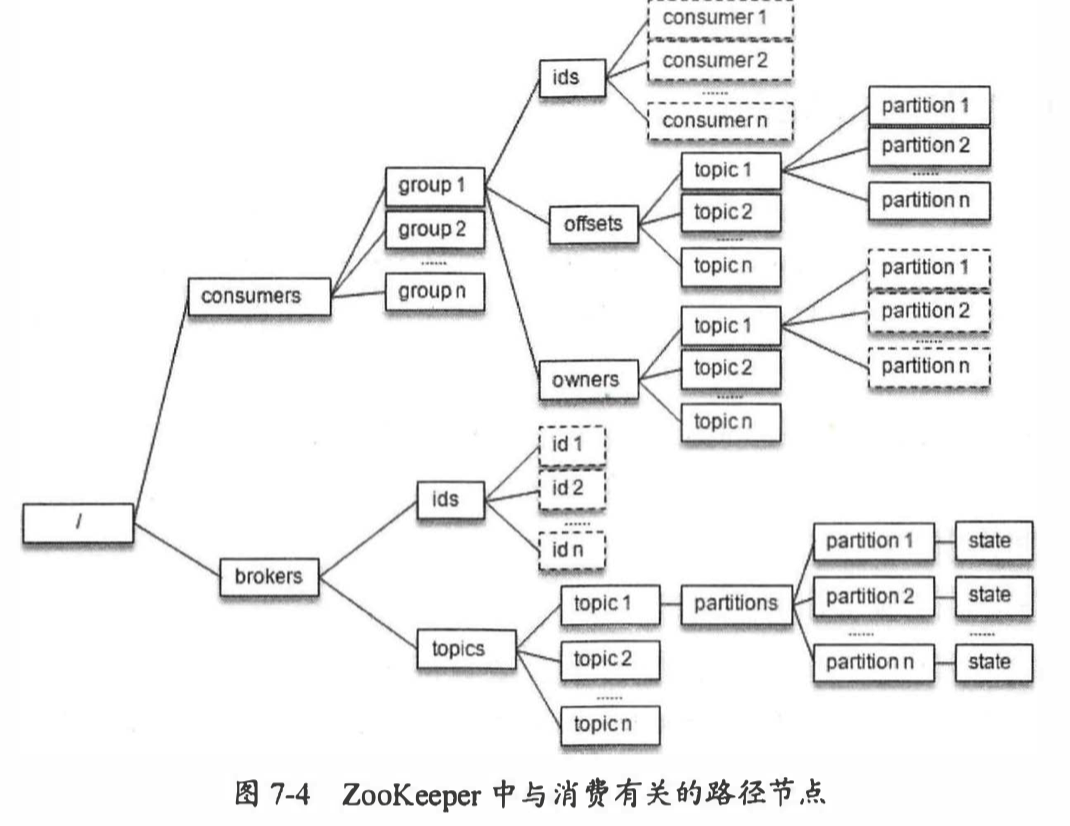 consumer 1
consumer 2
......
consumer n
ids
partition 1
partition 2
......
partition n
topic 1
topic 2
......
topic n
offsets
group 1
group 2
......
group n
consumers
partition 1
partition 2
......
partition n
topic 1
topic 2
......
topic n
owners
id 1
id 2
......
id n
ids
/
brokers
partition 1
state
partition 2
state
......
......
partition n
state
topic 1
partitions
topic 2
......
topic n
topics
图 7-4 ZooKeeper 中与消费有关的路径节点